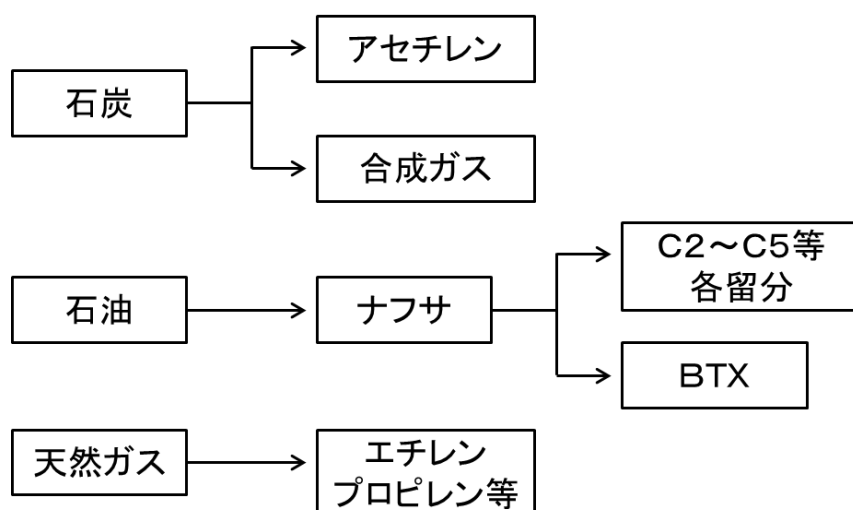 石炭
アセチレン
合成ガス
石油
ナフサ
C2～C5等
各留分
BTX
天然ガス
エチレン
プロピレン等